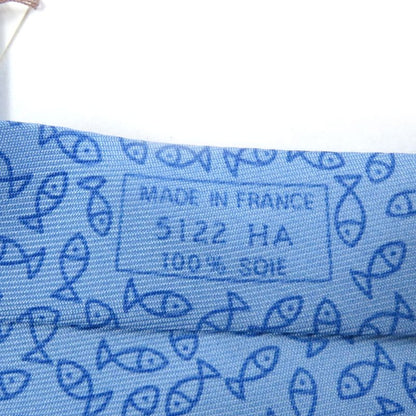 MADE IN FRANCE
5122 HA
100% SOIE